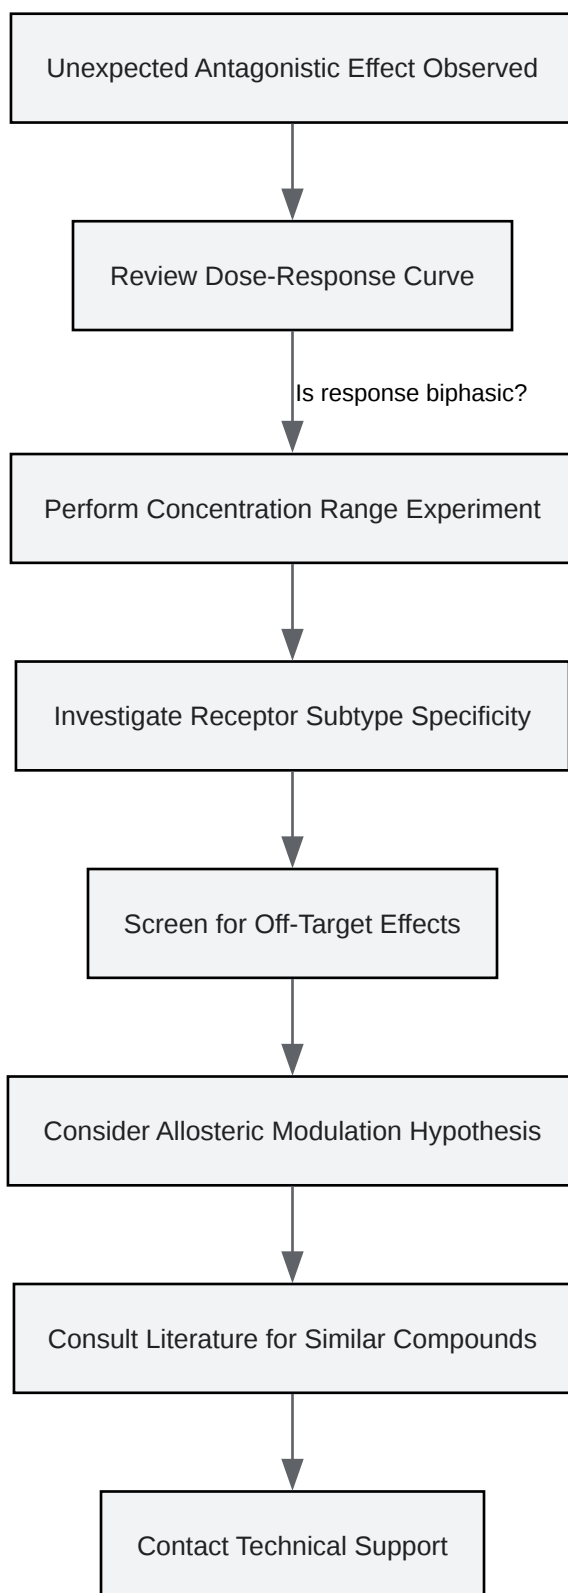 Unexpected Antagonistic Effect Observed
Review Dose-Response Curve
Is response biphasic?
Perform Concentration Range Experiment
Investigate Receptor Subtype Specificity
Screen for Off-Target Effects
Consider Allosteric Modulation Hypothesis
Consult Literature for Similar Compounds
Contact Technical Support